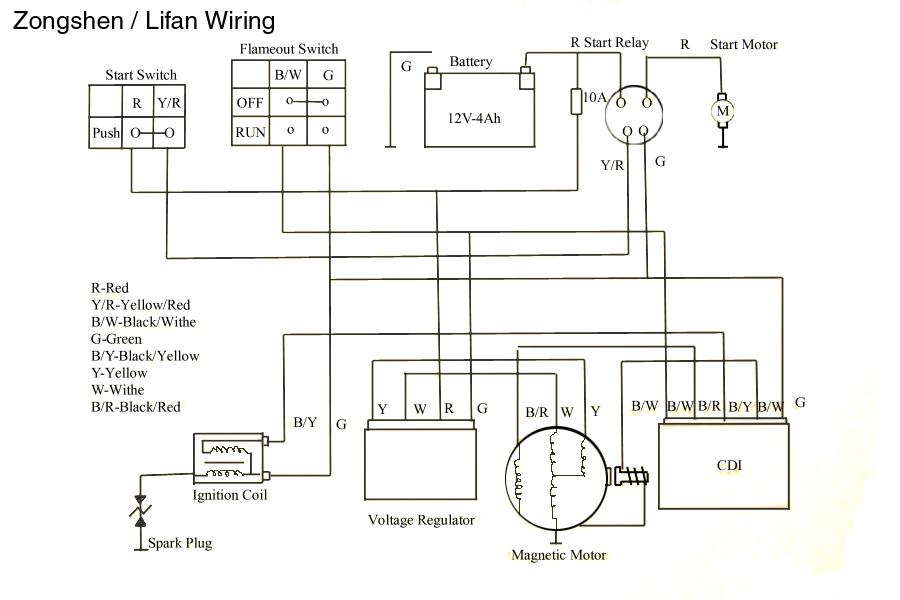 Zongshen / Lifan Wiring
Flameout Switch
R Start Relay
R
Start Motor
Start Switch
G
Battery
B/W
G
R
Y/R
OFF
o
o
10A
12V-4Ah
O
O
M
Push
O
O
RUN
o
o
O
O
Y/R
G
R-Red
Y/R-Yellow/Red
B/W-Black/Withe
G-Green
B/Y-Black/Yellow
Y-Yellow
W-Withe
B/R-Black/Red
B/Y
G
Y
W
R
G
B/R
W
Y
B/W
B/W
B/R
B/Y
B/W
G
CDI
Ignition Coil
Voltage Regulator
Spark Plug
Magnetic Motor